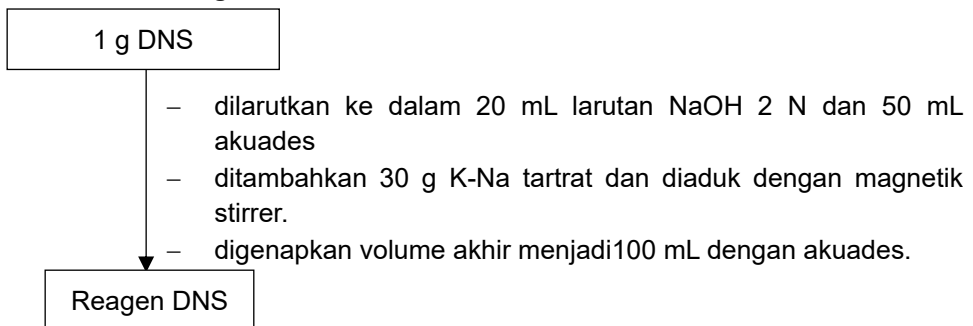 1 g DNS
– dilarutkan ke dalam 20 mL larutan NaOH 2 N dan 50 mL
akuades
– ditambahkan 30 g K-Na tartrat dan diaduk dengan magnetik
stirrer.
– digenapkan volume akhir menjadi100 mL dengan akuades.
Reagen DNS